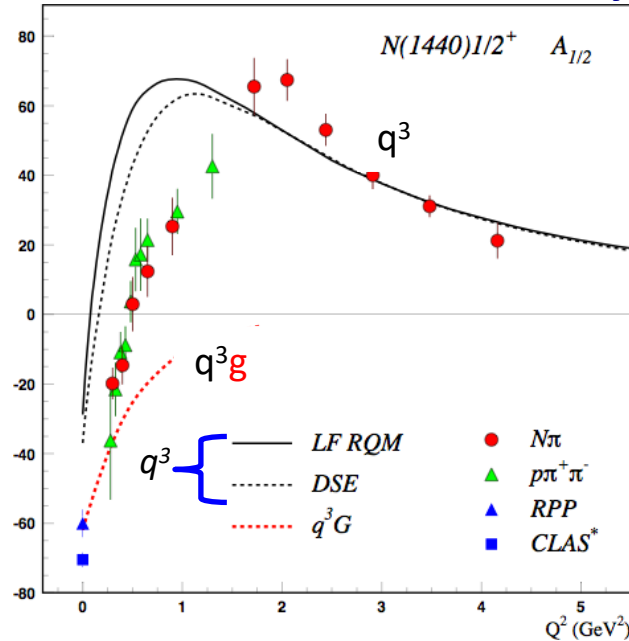 N(1440)1/2⁺ A₁/₂
80
60
40
20
0
-20
-40
-60
-80
q³
q³g
q³
LF RQM
DSE
q³G
Nπ
pπ⁺π⁻
RPP
CLAS*
0 1 2 3 4 5
Q² (GeV²)